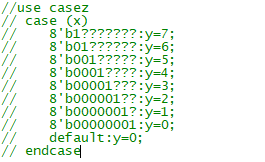 //use casez
// case (x)
//    8'b1???????:y=7;
//    8'b01??????:y=6;
//    8'b001?????:y=5;
//    8'b0001????:y=4;
//    8'b00001???:y=3;
//    8'b000001??:y=2;
//    8'b0000001?:y=1;
//    8'b00000001:y=0;
//    default:y=0;
// endcase